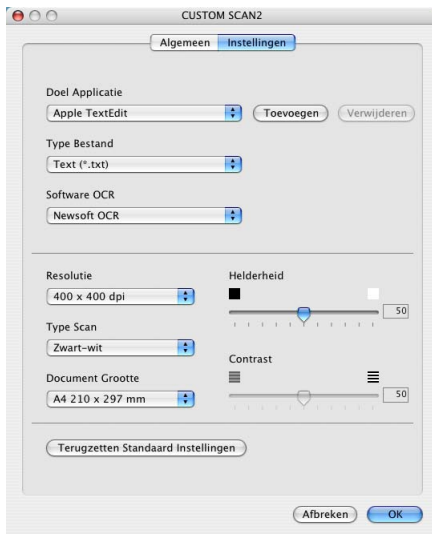 CUSTOM SCAN2
Algemeen Instellingen
Doel Applicatie
Apple TextEdit Toevoegen Verwijderen
Type Bestand
Text (*.txt)
Software OCR
Newsoft OCR
Resolutie
400 x 400 dpi
Type Scan
Zwart-wit
Document Grootte
A4 210 x 297 mm
Helderheid
50
Contrast
50
Terugzetten Standaard Instellingen
Afbreken OK